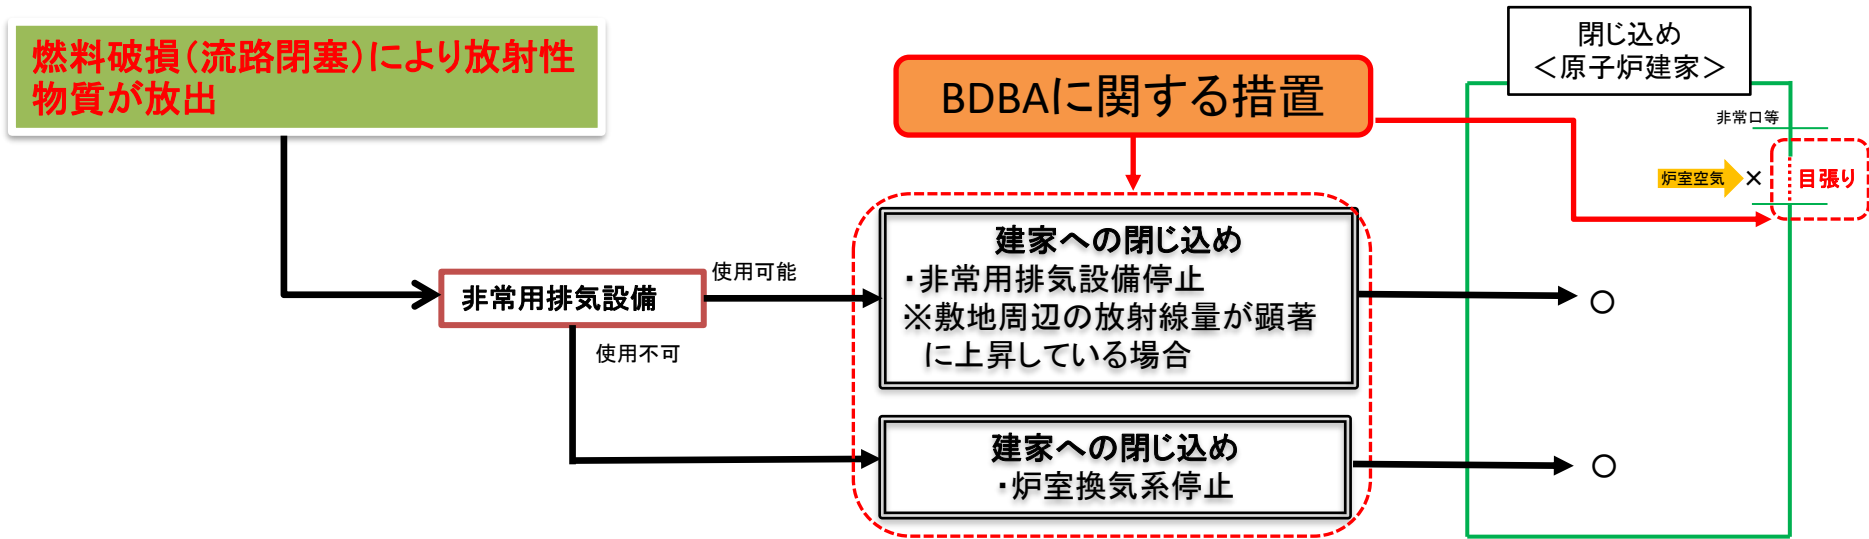 燃料破損(流路閉塞)により放射性
物質が放出
BDBAに関する措置
閉じ込め
＜原子炉建家＞
非常口等
炉室空気
×
目張り
非常用排気設備
使用可能
使用不可
建家への閉じ込め
・非常用排気設備停止
※敷地周辺の放射線量が顕著
に上昇している場合
○
建家への閉じ込め
・炉室換気系停止
○